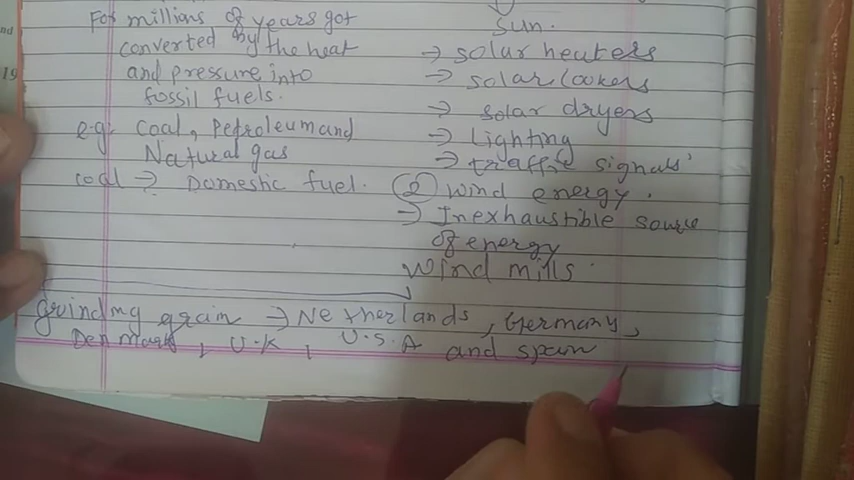 For millions of years got
converted by the heat
and pressure into
fossil fuels.
e.g: Coal, Petroleum and
Natural gas
coal → Domestic fuel.
Sun.
→ solar heaters
→ solar cookers
→ solar dryers
→ Lighting
→ traffic signals
② Wind energy.
→ Inexhaustible source
of energy
Wind mills
grinding grain → Netherlands, Germany,
Denmark, U.K, U.S.A and spain
nd
19